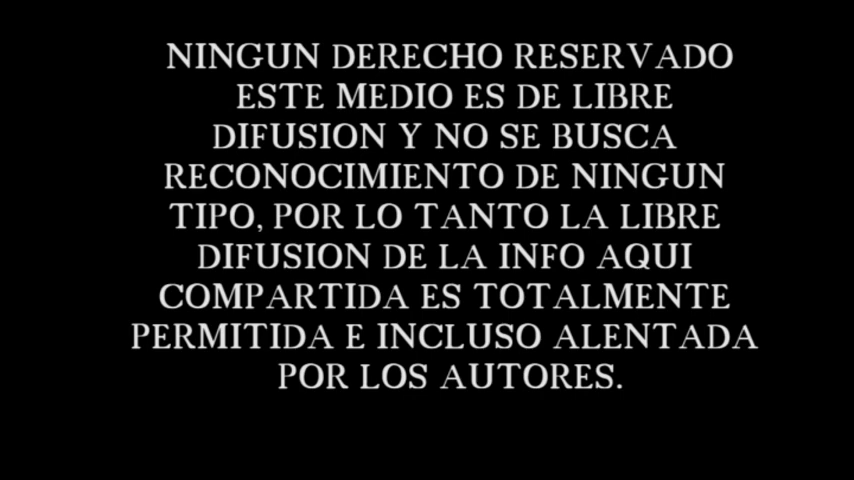 NINGUN DERECHO RESERVADO
ESTE MEDIO ES DE LIBRE
DIFUSION Y NO SE BUSCA
RECONOCIMIENTO DE NINGUN
TIPO, POR LO TANTO LA LIBRE
DIFUSION DE LA INFO AQUI
COMPARTIDA ES TOTALMENTE
PERMITIDA E INCLUSO ALENTADA
POR LOS AUTORES.